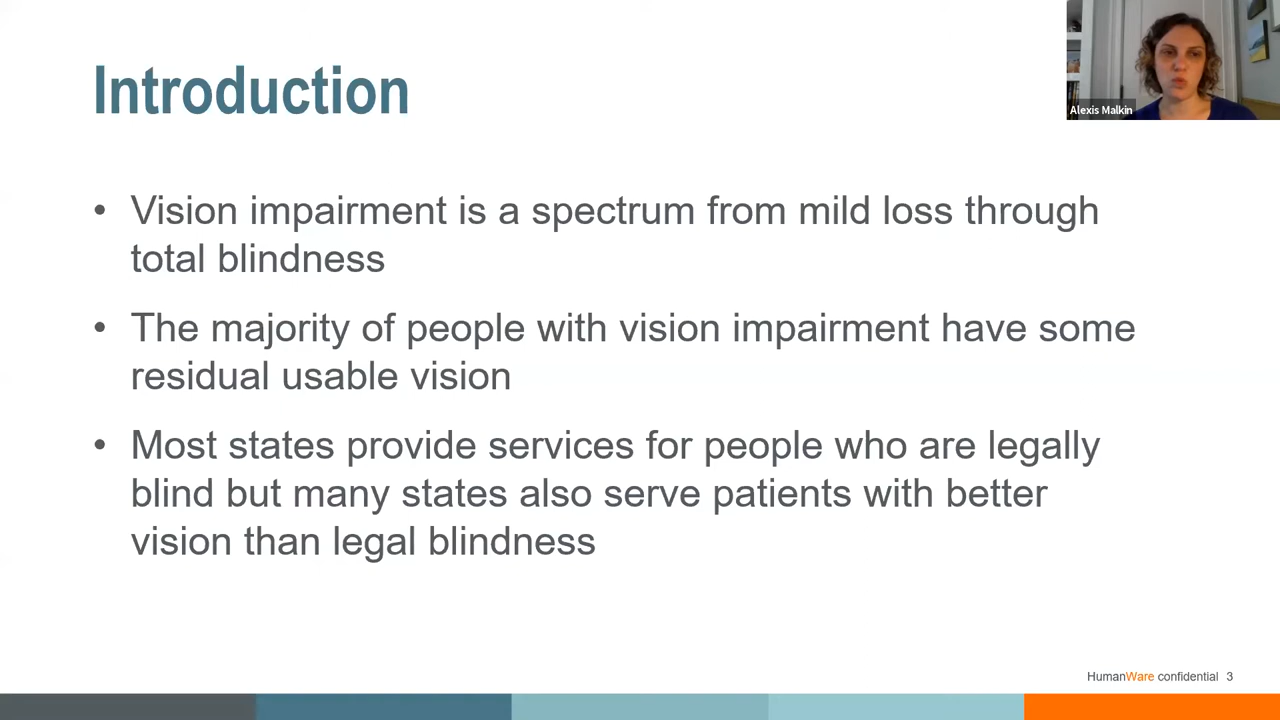 Introduction
Alexis Malkin
• Vision impairment is a spectrum from mild loss through
total blindness
• The majority of people with vision impairment have some
residual usable vision
• Most states provide services for people who are legally
blind but many states also serve patients with better
vision than legal blindness
HumanWare confidential 3